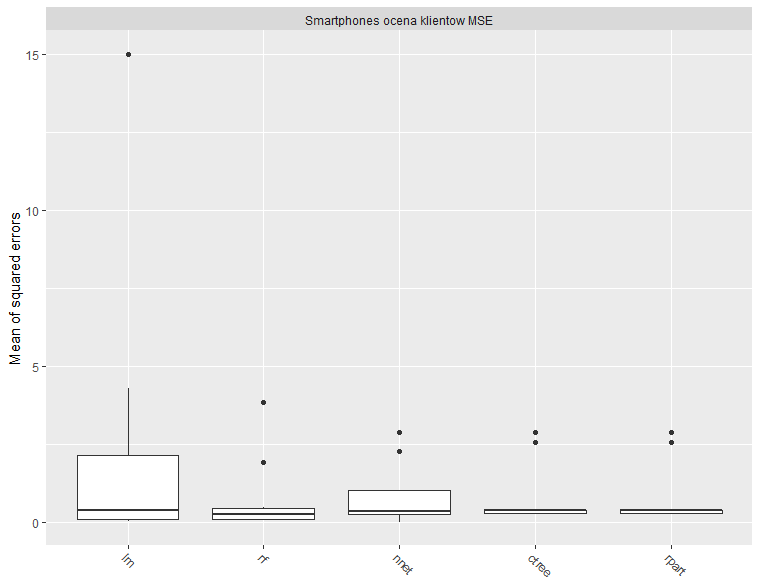 Smartphones ocena klientow MSE
Mean of squared errors
15
10
5
0
lm
rf
nnet
ctree
rpart